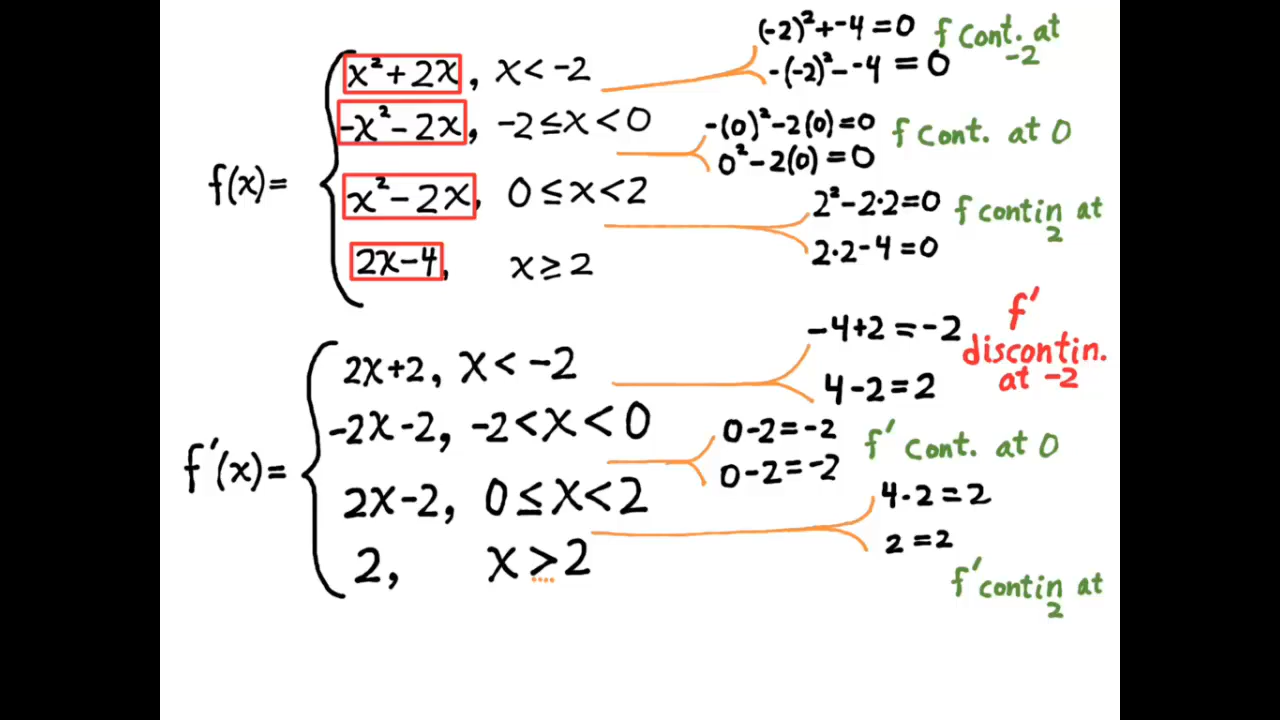 f(x)=
x²+2x, x<-2
-x²-2x, -2≤x<0
x²-2x, 0≤x<2
2x-4, x≥2
(-2)²+-4=0
-(-2)²--4=0
f cont. at
-2
-(0)²-2(0)=0
0²-2(0)=0
f cont. at 0
2²-2·2=0
2·2-4=0
f contin at
2
f'(x)=
2x+2, x<-2
-2x-2, -2<x<0
2x-2, 0≤x<2
2, x>2
-4+2=-2
4-2=2
f'
discontin.
at -2
0-2=-2
0-2=-2
f' cont. at 0
4·2=2
2=2
f' contin at
2